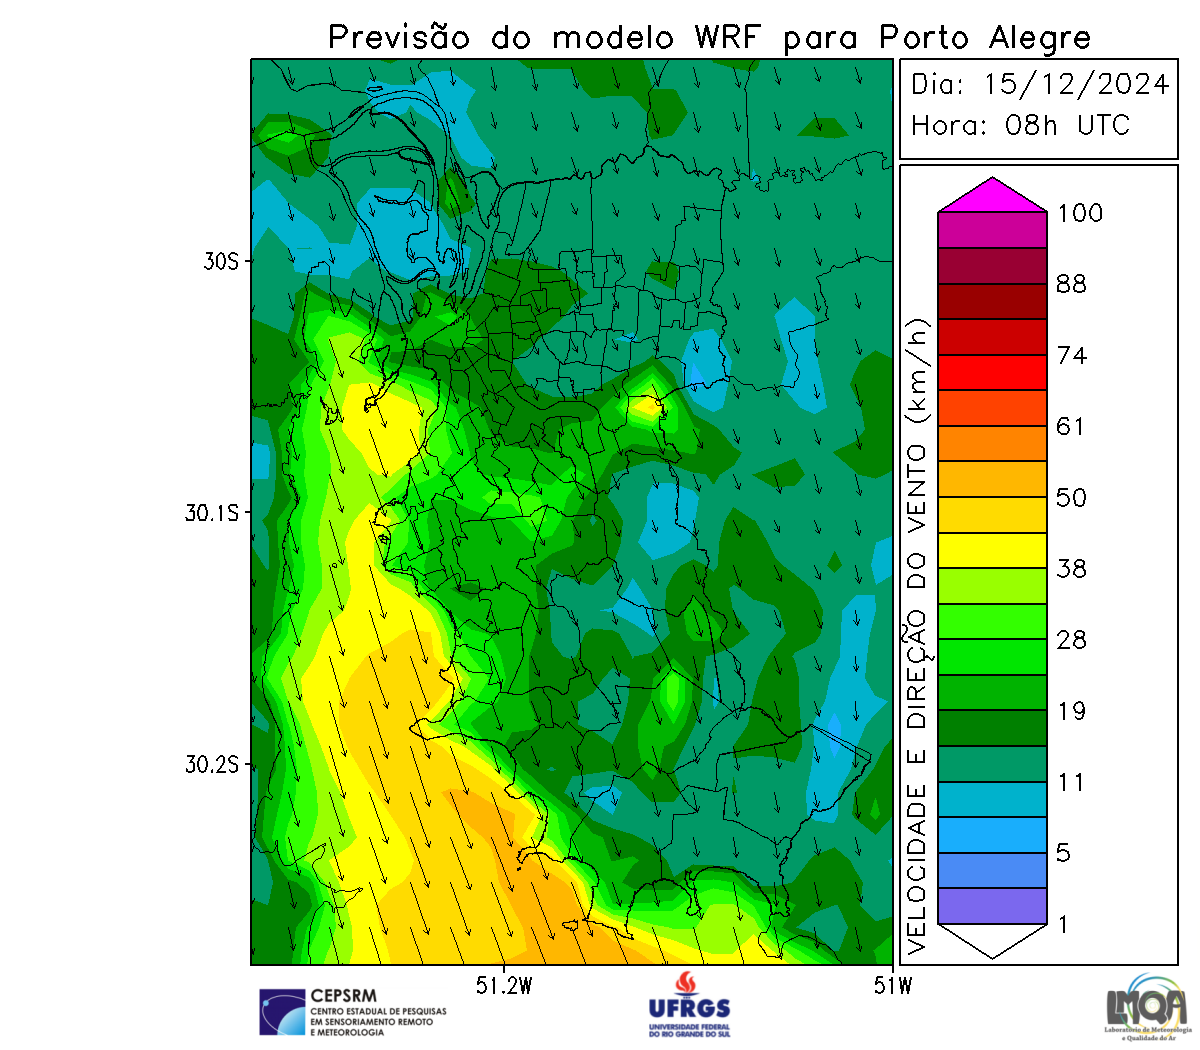 Previsão do modelo WRF para Porto Alegre
Dia: 15/12/2024
Hora: 08h UTC
30S
30.1S
30.2S
51.2W
51W
VELOCIDADE E DIREÇÃO DO VENTO (km/h)
100
88
74
61
50
38
28
19
11
5
1
CEPSRM
CENTRO ESTADUAL DE PESQUISAS
EM SENSORIAMENTO REMOTO
E METEOROLOGIA
UFRGS
UNIVERSIDADE FEDERAL
DO RIO GRANDE DO SUL
LMQA
Laboratório de Meteorologia
e Qualidade do Ar